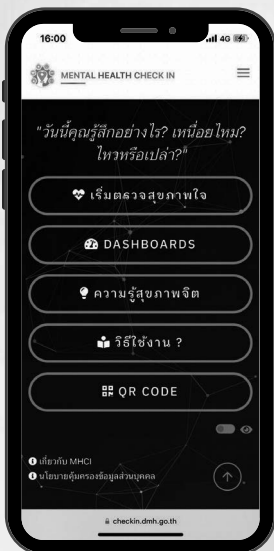 16:00
4G
MENTAL HEALTH CHECK IN
"วันนี้คุณรู้สึกอย่างไร? เหนื่อยไหม?
ไหวหรือเปล่า?"
เริ่มตรวจสุขภาพใจ
DASHBOARDS
ความรู้สุขภาพจิต
วิธีใช้งาน ?
QR CODE
เกี่ยวกับ MHCI
นโยบายคุ้มครองข้อมูลส่วนบุคคล
checkin.dmh.go.th